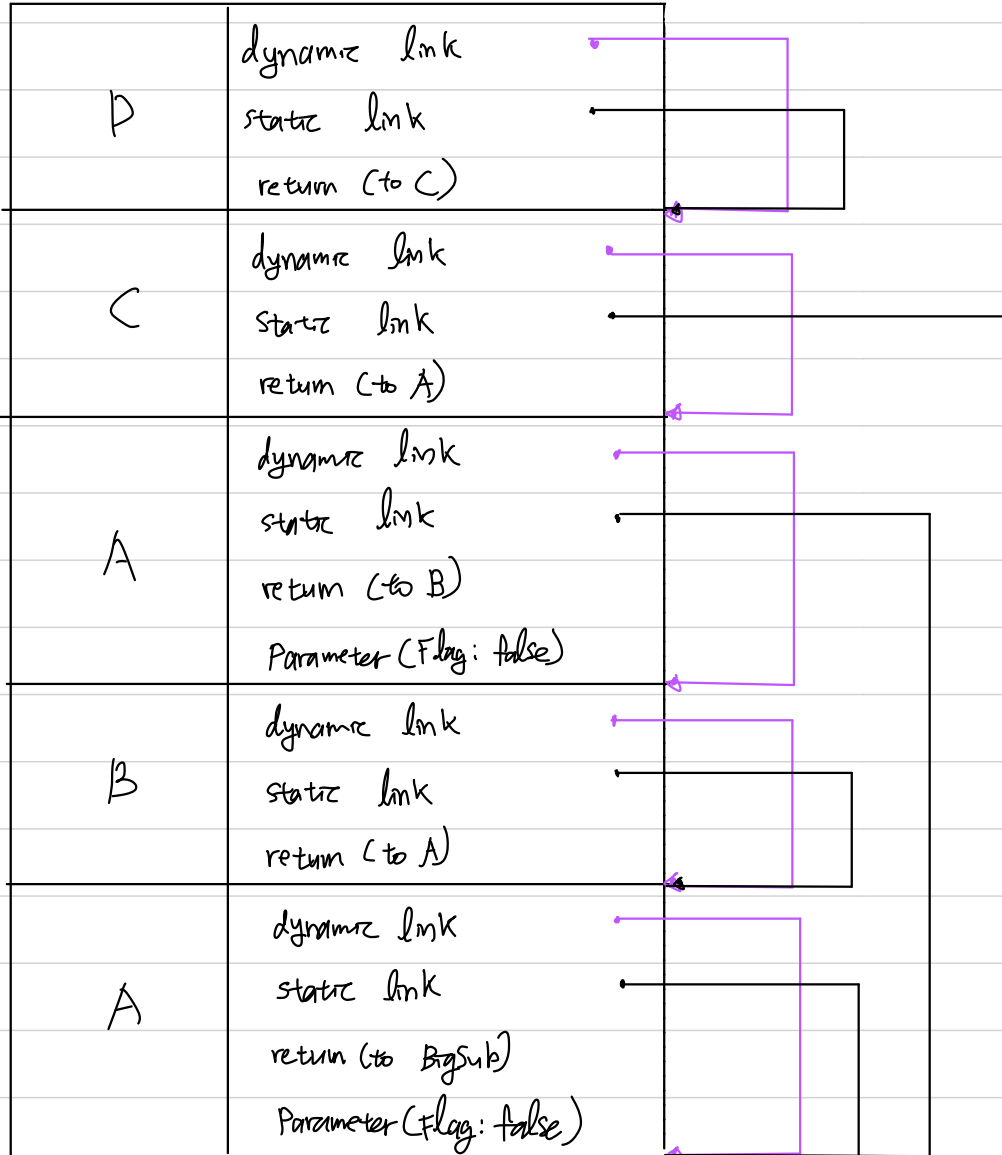 dynamic link
D
static link
return (to C)
dynamic link
C
static link
return (to A)
dynamic link
static link
A
return (to B)
Parameter (Flag: false)
dynamic link
B
static link
return (to A)
dynamic link
static link
A
return (to BigSub)
Parameter (Flag: false)